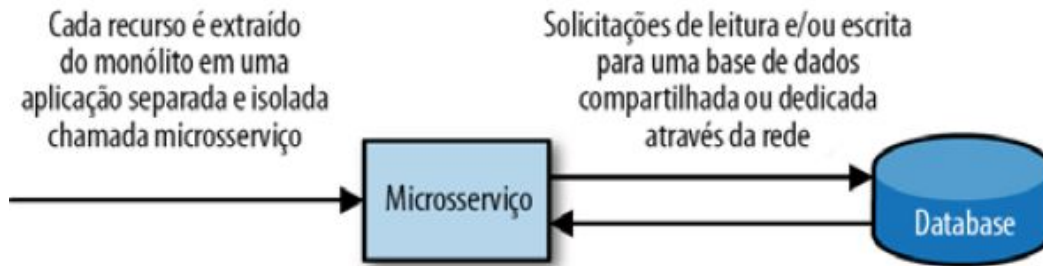 Cada recurso é extraído
do monólito em uma
aplicação separada e isolada
chamada microsserviço
Solicitações de leitura e/ou escrita
para uma base de dados
compartilhada ou dedicada
através da rede
Microsserviço
Database